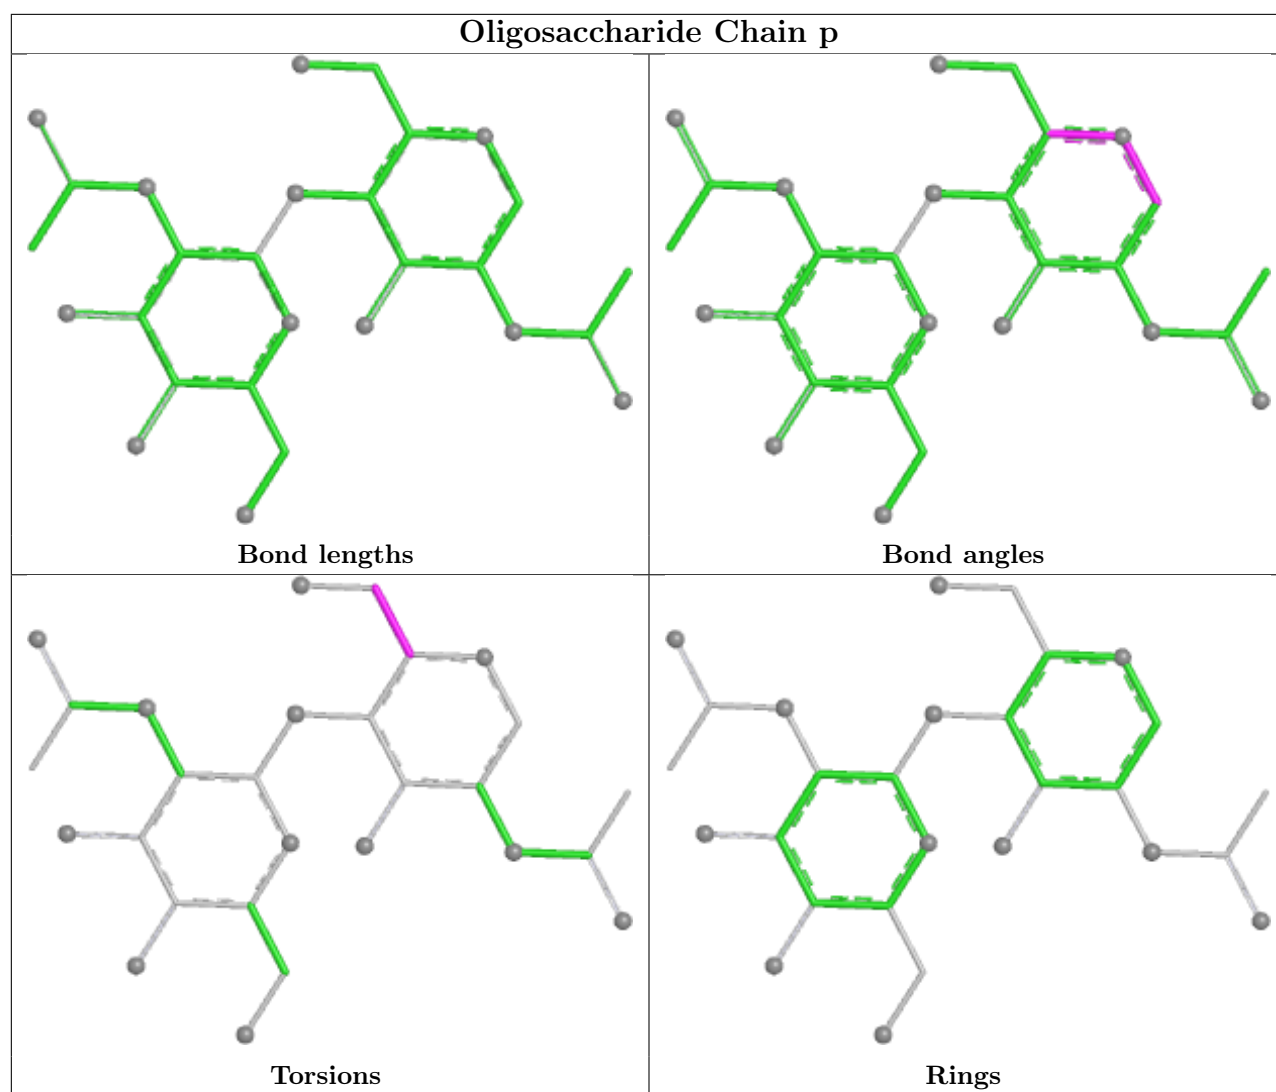 Oligosaccharide Chain p
Bond lengths
Bond angles
Torsions
Rings